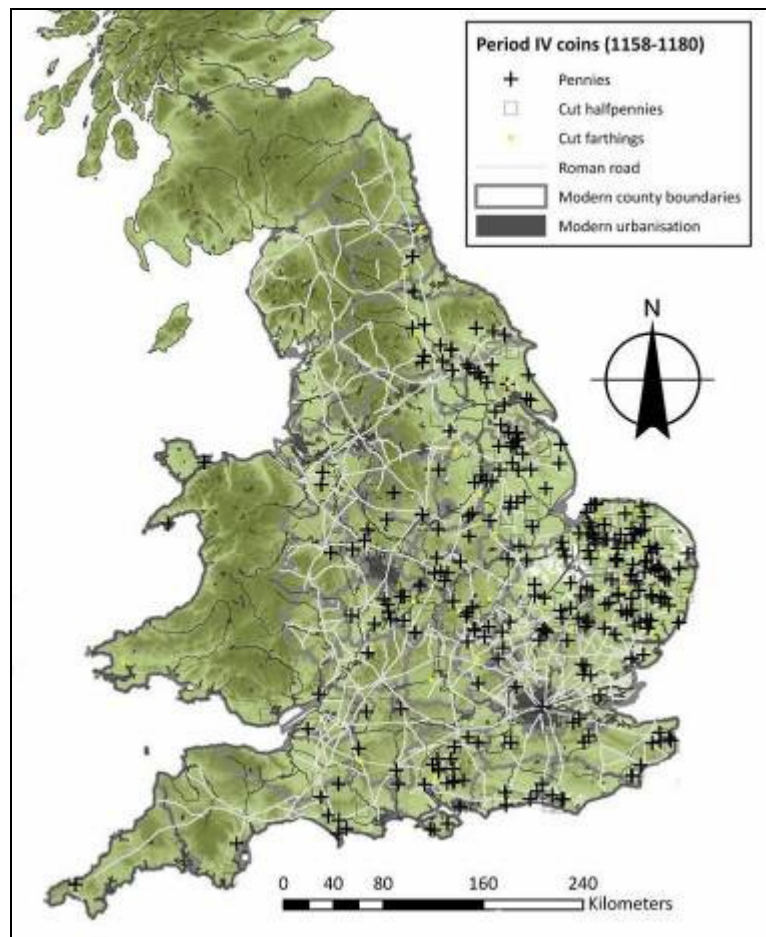 Period IV coins (1158-1180)
Pennies
Cut halfpennies
Cut farthings
Roman road
Modern county boundaries
Modern urbanisation
N
0 40 80 160 240
Kilometers